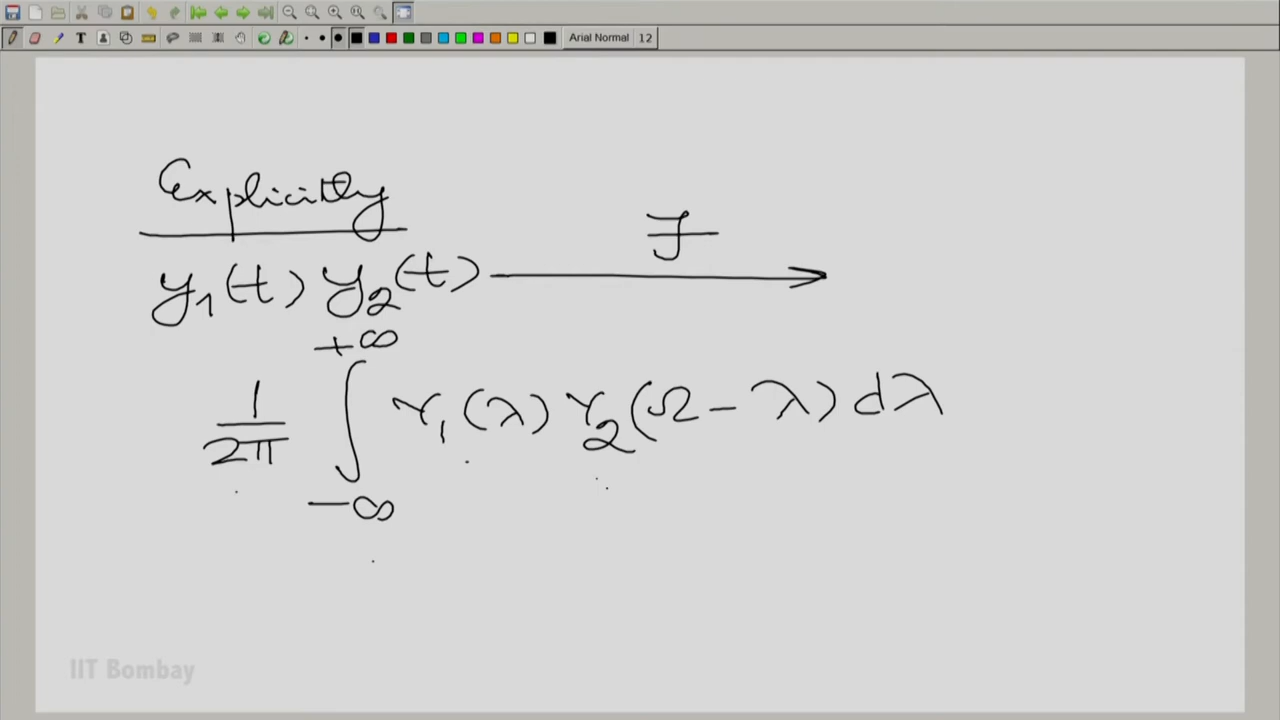 Arial Normal 12
Explicitly
y₁(t) y₂(t) ⟶ ℱ
1/2π ∫_{-∞}^{+∞} Y₁(λ) Y₂(Ω - λ) dλ
IIT Bombay